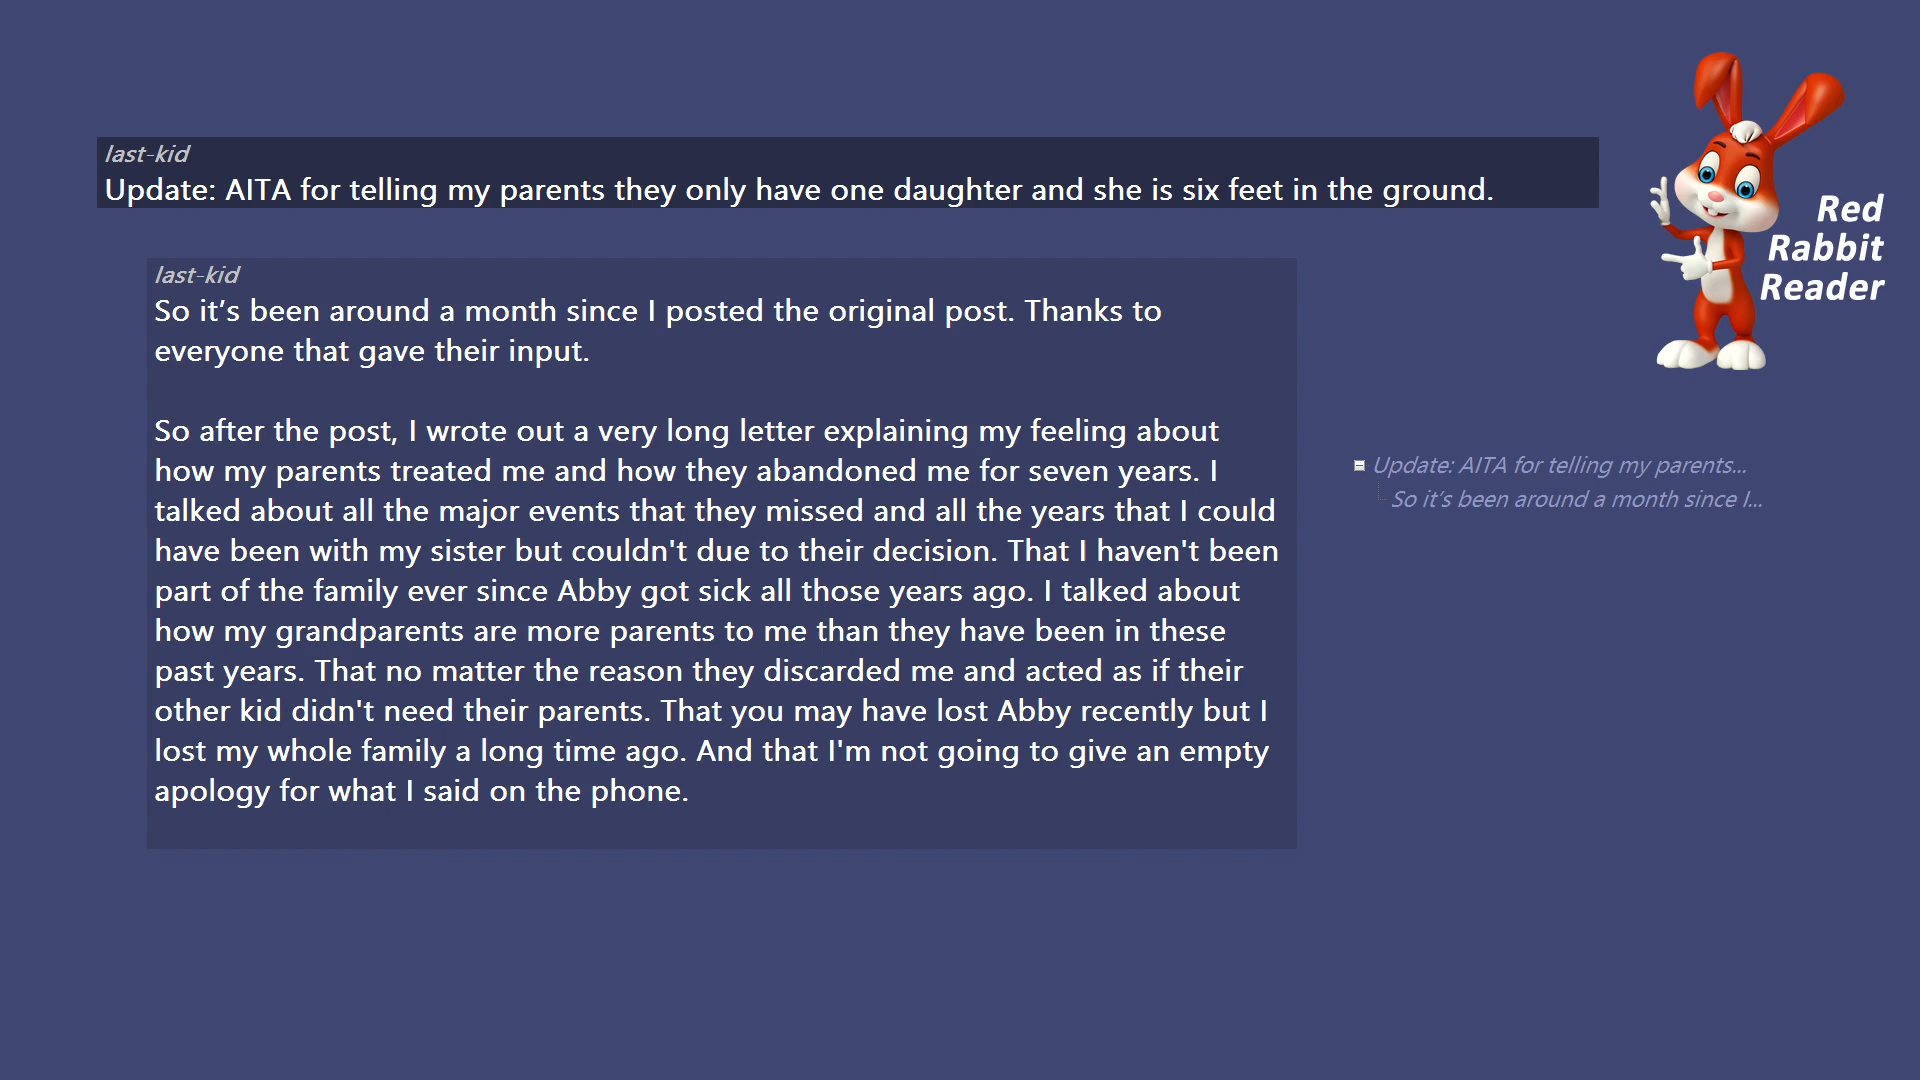 last-kid
Update: AITA for telling my parents they only have one daughter and she is six feet in the ground.
last-kid
So it’s been around a month since I posted the original post. Thanks to
everyone that gave their input.
So after the post, I wrote out a very long letter explaining my feeling about
how my parents treated me and how they abandoned me for seven years. I
talked about all the major events that they missed and all the years that I could
have been with my sister but couldn't due to their decision. That I haven't been
part of the family ever since Abby got sick all those years ago. I talked about
how my grandparents are more parents to me than they have been in these
past years. That no matter the reason they discarded me and acted as if their
other kid didn't need their parents. That you may have lost Abby recently but I
lost my whole family a long time ago. And that I'm not going to give an empty
apology for what I said on the phone.
Red
Rabbit
Reader
Update: AITA for telling my parents...
So it’s been around a month since I...